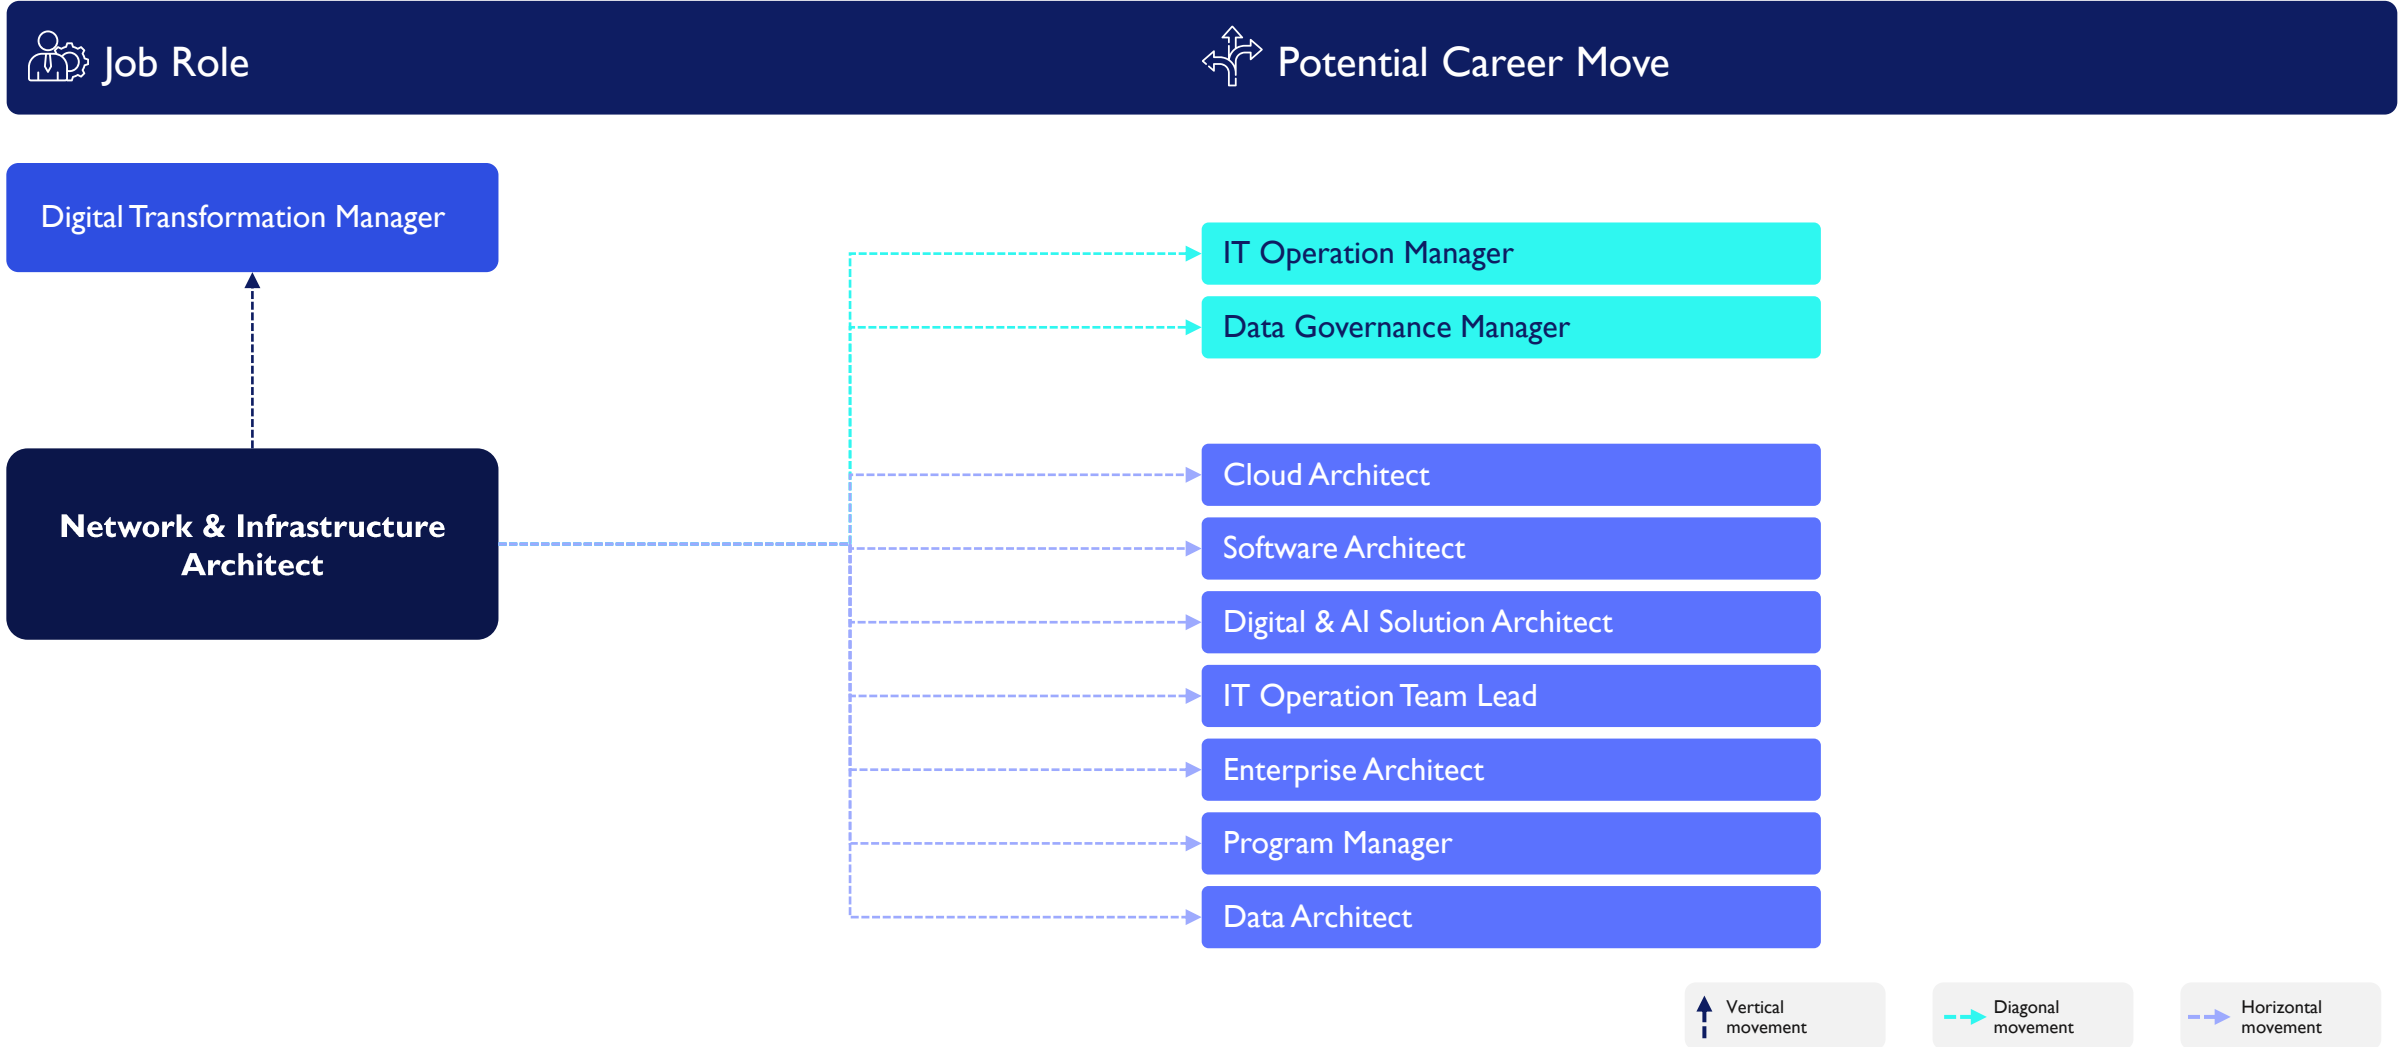 Job Role
Potential Career Move
Digital Transformation Manager
Network & Infrastructure
Architect
IT Operation Manager
Data Governance Manager
Cloud Architect
Software Architect
Digital & AI Solution Architect
IT Operation Team Lead
Enterprise Architect
Program Manager
Data Architect
Vertical
movement
Diagonal
movement
Horizontal
movement